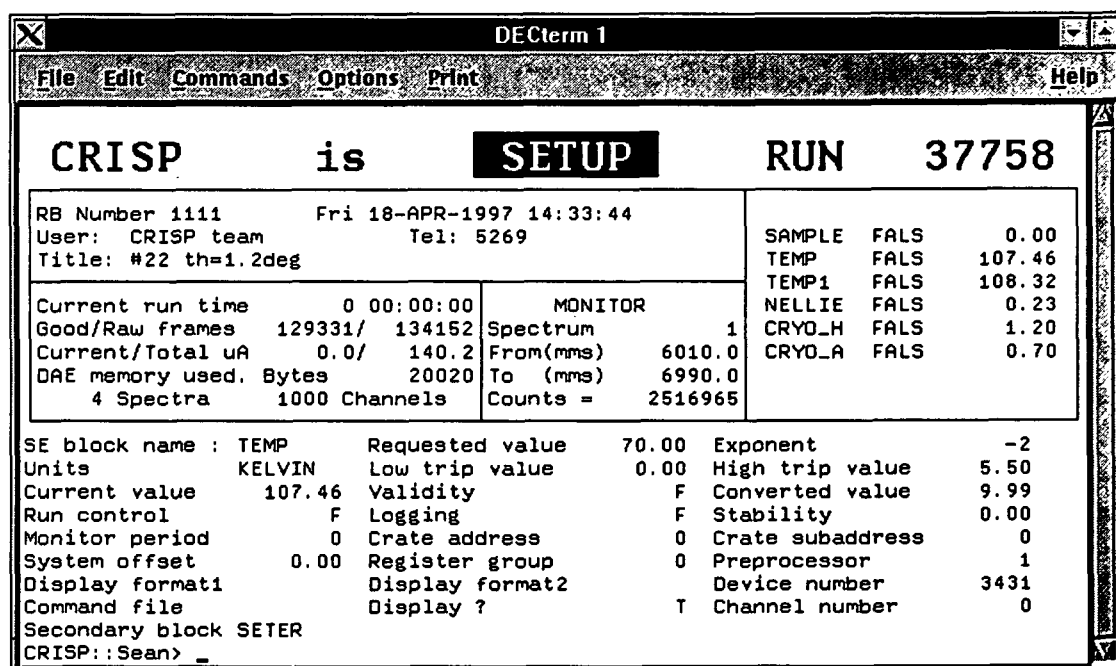 DECterm 1
File Edit Commands Options Print Help
CRISP is SETUP RUN 37758
RB Number 1111 Fri 18-APR-1997 14:33:44
User: CRISP team Tel: 5269
Title: #22 th=1.2deg
SAMPLE FALS 0.00
TEMP FALS 107.46
TEMP1 FALS 108.32
NELLIE FALS 0.23
CRYO_H FALS 1.20
CRYO_A FALS 0.70
Current run time 0 00:00:00
Good/Raw frames 129331/ 134152
Current/Total uA 0.0/ 140.2
DAE memory used. Bytes 20020
4 Spectra 1000 Channels
MONITOR
Spectrum 1
From(mms) 6010.0
To (mms) 6990.0
Counts = 2516965
SE block name : TEMP Requested value 70.00 Exponent -2
Units KELVIN Low trip value 0.00 High trip value 5.50
Current value 107.46 Validity F Converted value 9.99
Run control F Logging F Stability 0.00
Monitor period 0 Crate address 0 Crate subaddress 0
System offset 0.00 Register group 0 Preprocessor 1
Display format1 Display format2 Device number 3431
Command file Display ? T Channel number 0
Secondary block SETER
CRISP::Sean> _